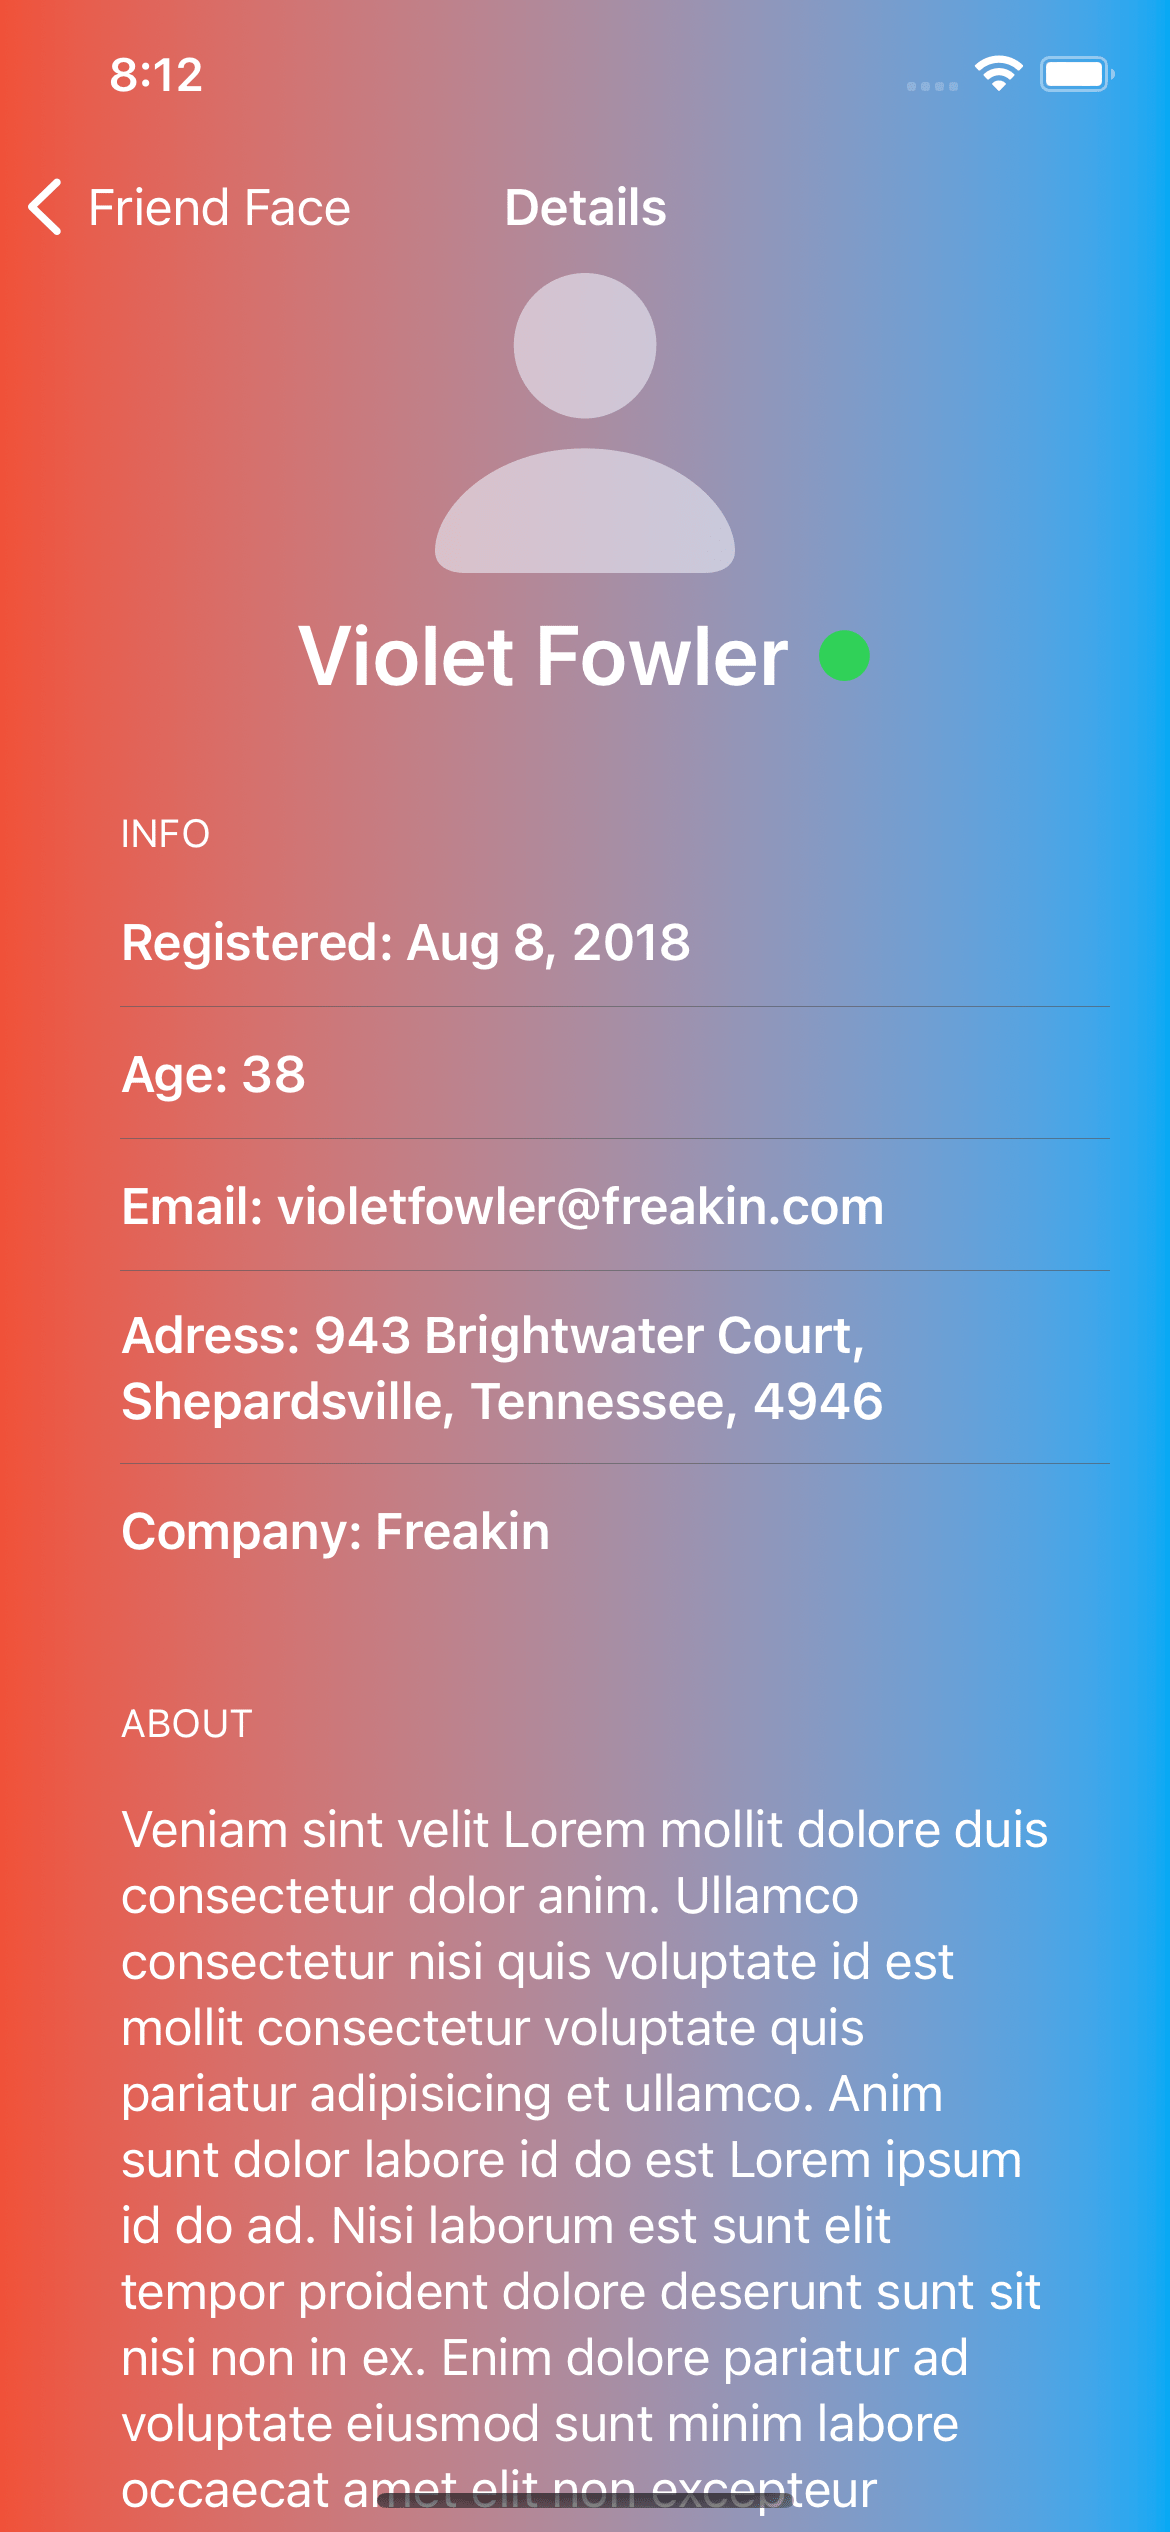 8:12
Friend Face
Details
Violet Fowler
INFO
Registered: Aug 8, 2018
Age: 38
Email: violetfowler@freakin.com
Adress: 943 Brightwater Court,
Shepardsville, Tennessee, 4946
Company: Freakin
ABOUT
Veniam sint velit Lorem mollit dolore duis
consectetur dolor anim. Ullamco
consectetur nisi quis voluptate id est
mollit consectetur voluptate quis
pariatur adipisicing et ullamco. Anim
sunt dolor labore id do est Lorem ipsum
id do ad. Nisi laborum est sunt elit
tempor proident dolore deserunt sunt sit
nisi non in ex. Enim dolore pariatur ad
voluptate eiusmod sunt minim labore
occaecat amet elit non excepteur